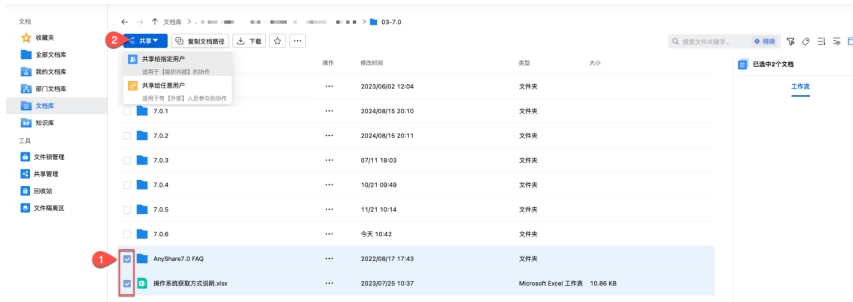 文档
收藏夹
全部文档库
我的文档库
部门文档库
文档库
知识库
工具
文件锁管理
共享管理
回收站
文件隔离区
← → ↑ 文档库 > > 03-7.0
2 共享 复制文档路径 下载 ···
搜索文件关键字... 精确
共享给指定用户
适用于【组织内部】的协作
共享给任意用户
适用于有【外部】人员参与的协作
操作 修改时间 类型 大小
··· 2023/06/02 12:04 文件夹
7.0.1 ··· 2024/08/15 20:10 文件夹
7.0.2 ··· 2024/08/15 20:11 文件夹
7.0.3 ··· 07/11 18:03 文件夹
7.0.4 ··· 10/21 09:49 文件夹
7.0.5 ··· 11/21 10:14 文件夹
7.0.6 ··· 今天 10:42 文件夹
1 AnyShare7.0 FAQ ··· 2022/08/17 17:43 文件夹
操作系统获取方式说明.xlsx ··· 2023/07/25 10:37 Microsoft Excel 工作表 10.86 KB
已选中2个文档
工作流